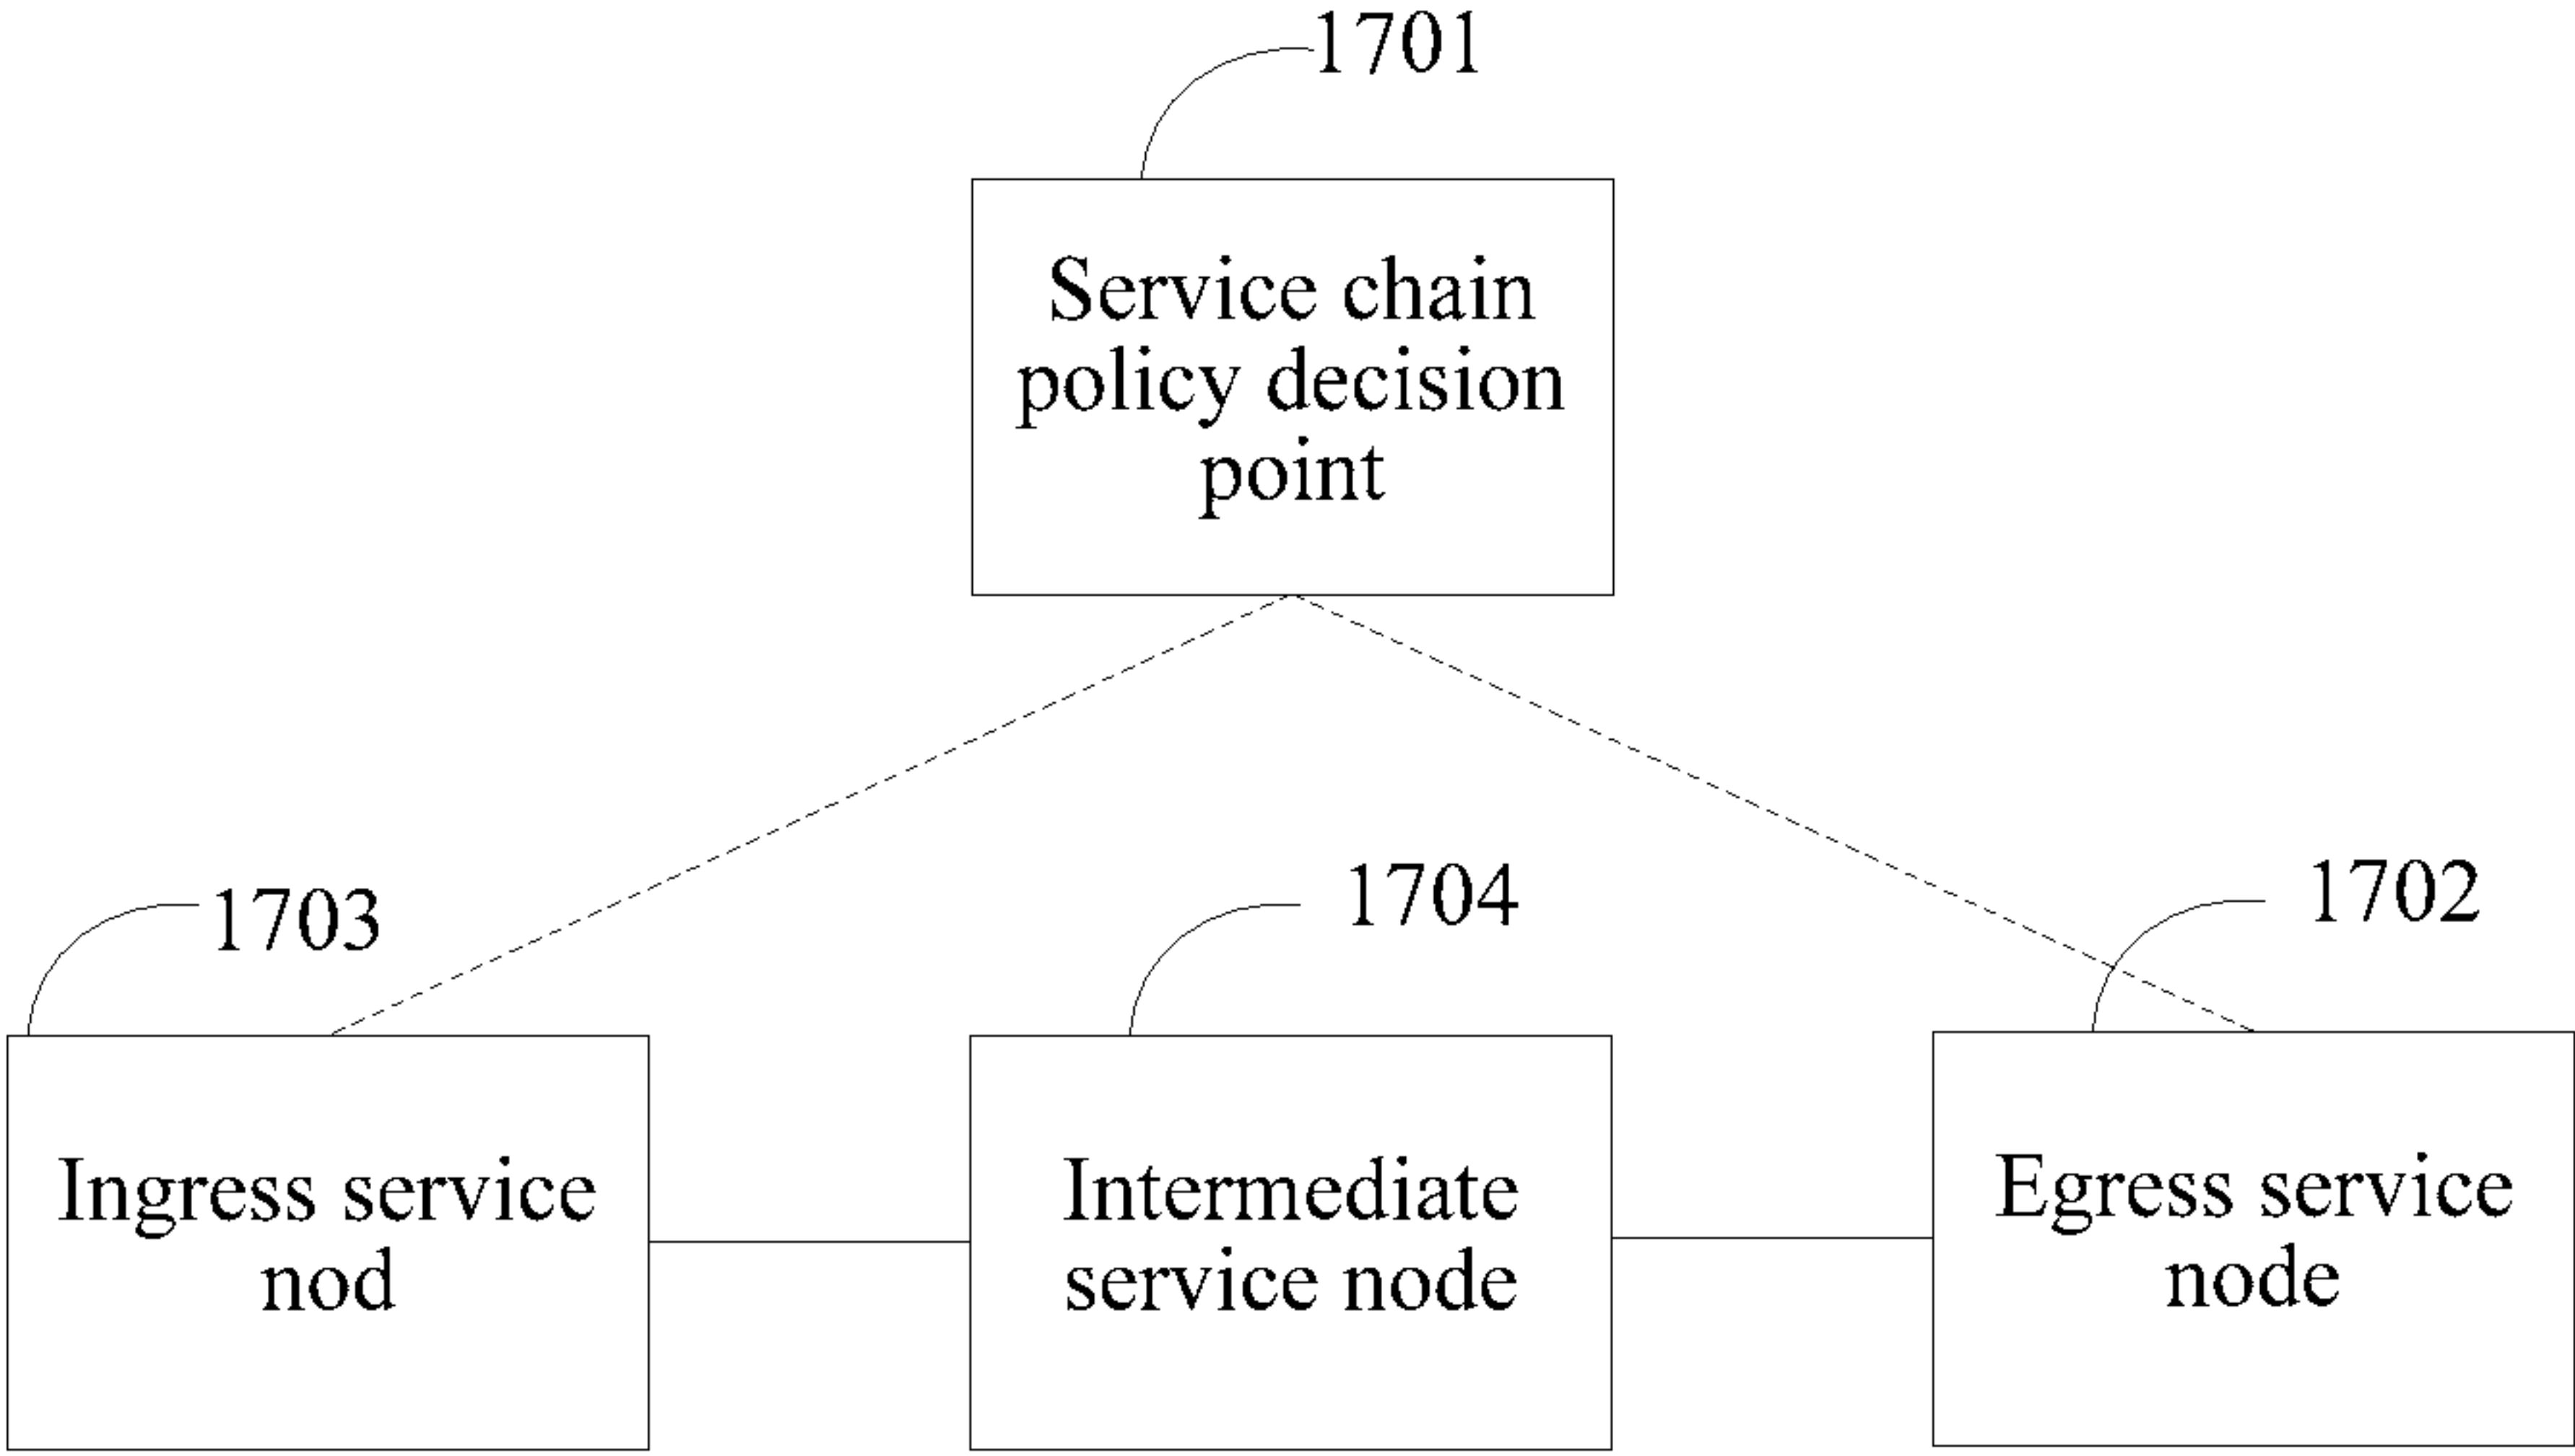 1701
Service chain
policy decision
point
1703
1704
1702
Ingress service
nod
Intermediate
service node
Egress service
node